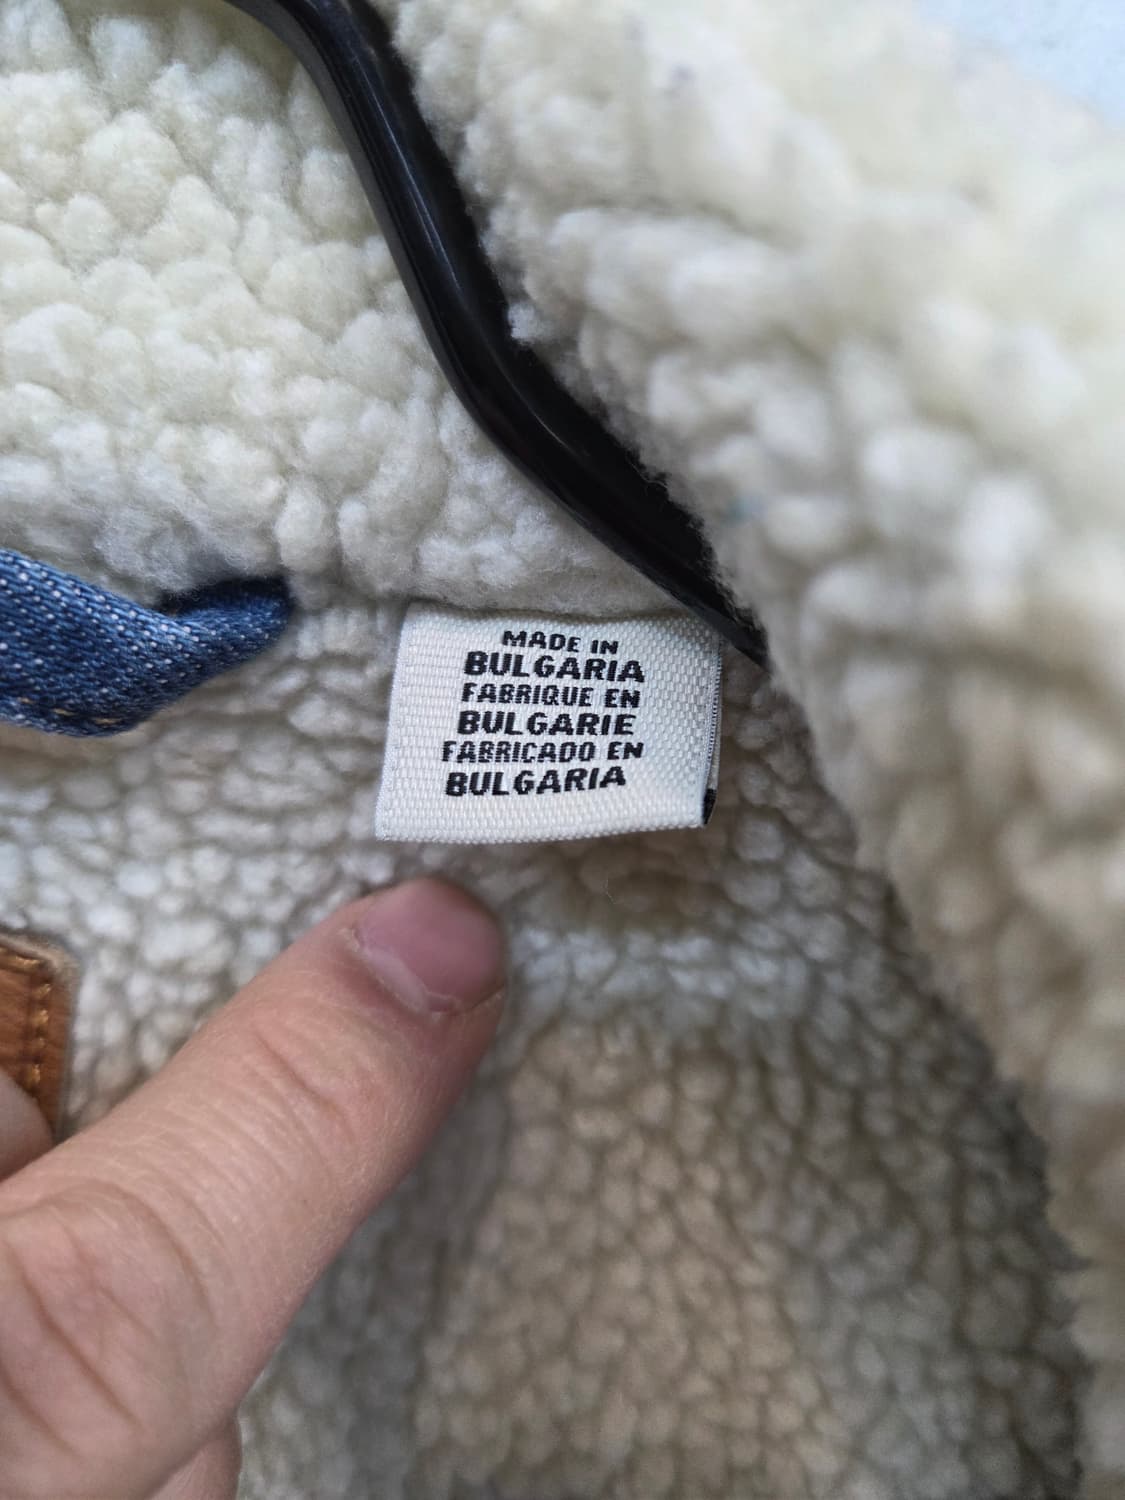 MADE IN
BULGARIA
FABRIQUE EN
BULGARIE
FABRICADO EN
BULGARIA